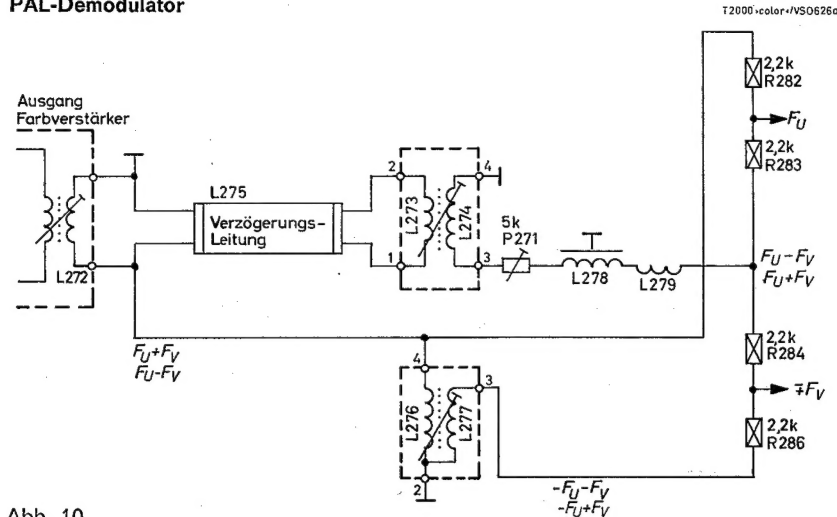 PAL-Demodulator
T2000 ›color‹/VS0626a
Ausgang
Farbverstärker
2,2k
R282
F_U
2,2k
R283
L275
Verzögerungs-
Leitung
L272
2
4
L273
L274
1
3
5k
P271
L278
L279
F_U-F_V
F_U+F_V
F_U+F_V
F_U-F_V
2,2k
R284
4
3
L276
L277
2
∓F_V
2,2k
R286
-F_U-F_V
-F_U+F_V
Abb. 10